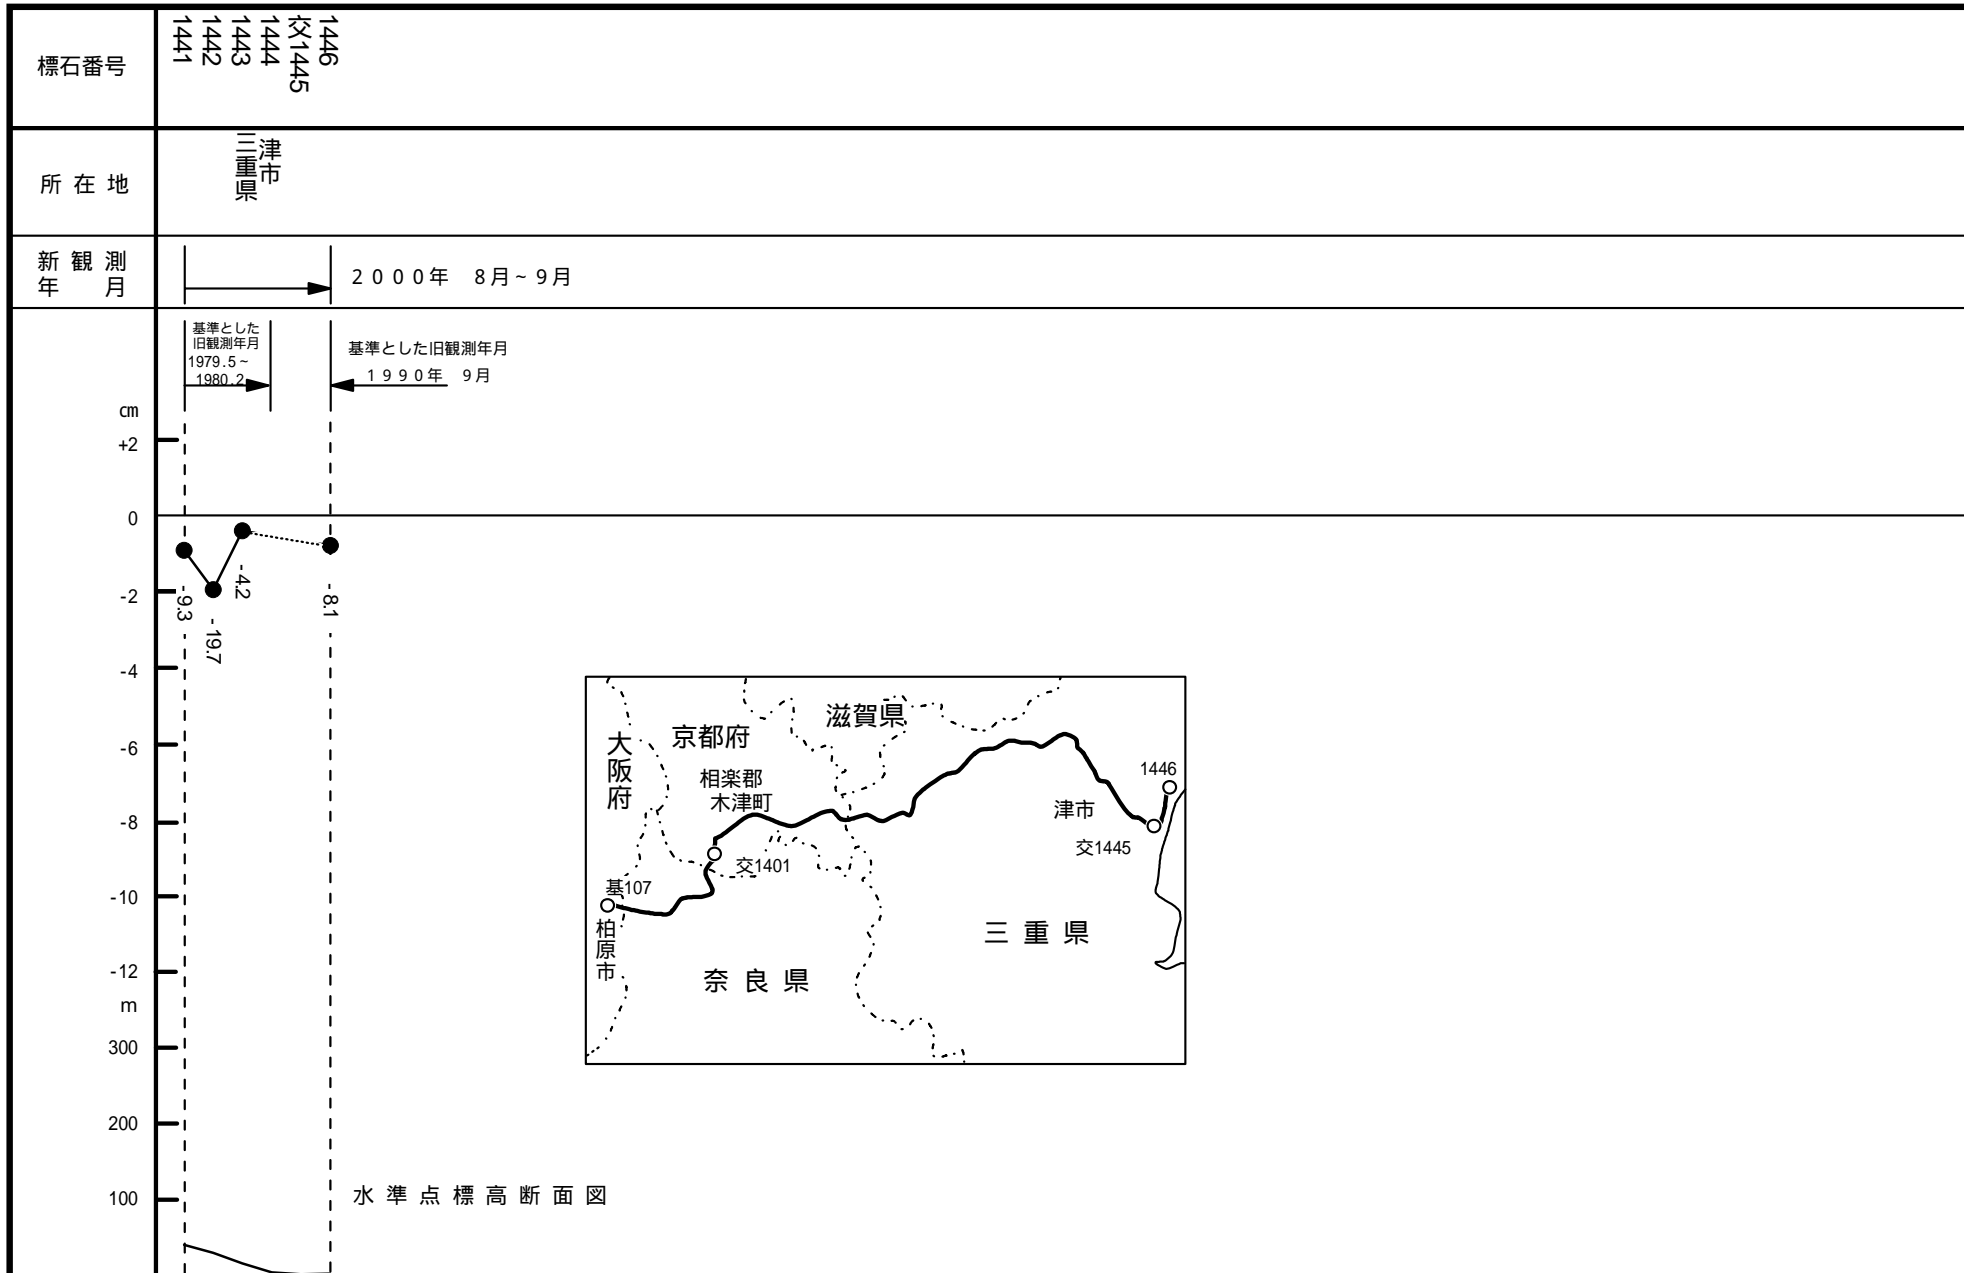 標石番号
1441
1442
1443
1444
交1445
1446
所在地
三重県
津市
新観測
年 月
2000年 8月~9月
基準とした
旧観測年月
1979.5~
1980.2
基準とした旧観測年月
1990年 9月
cm
+2
0
-2
-4
-6
-8
-10
-12
m
300
200
100
-9.3
-19.7
-4.2
-8.1
水準点標高断面図
滋賀県
京都府
大阪府
相楽郡
木津町
1446
津市
交1445
交1401
基107
柏原市
三重県
奈良県